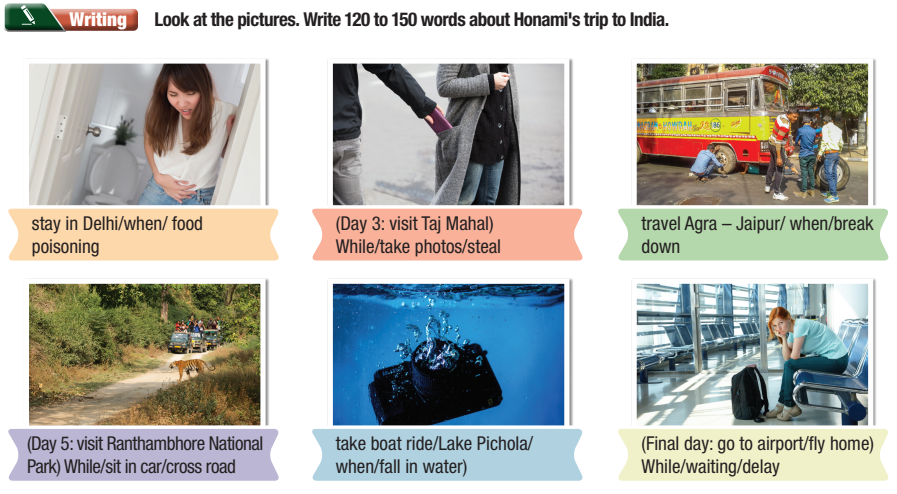 Writing Look at the pictures. Write 120 to 150 words about Honami's trip to India.
stay in Delhi/when/ food
poisoning
(Day 3: visit Taj Mahal)
While/take photos/steal
travel Agra – Jaipur/ when/break
down
(Day 5: visit Ranthambhore National
Park) While/sit in car/cross road
take boat ride/Lake Pichola/
when/fall in water)
(Final day: go to airport/fly home)
While/waiting/delay